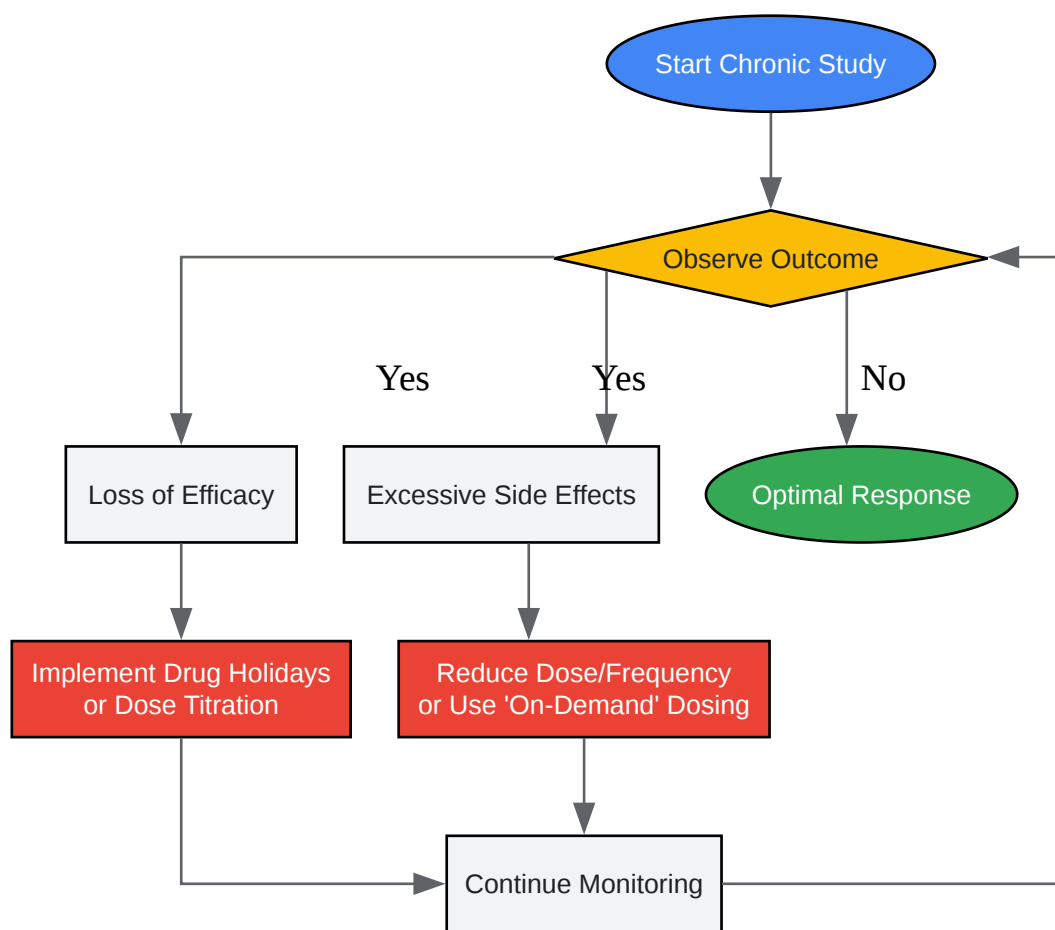 Start Chronic Study
Observe Outcome
Yes
Yes
No
Loss of Efficacy
Excessive Side Effects
Optimal Response
Implement Drug Holidays
or Dose Titration
Reduce Dose/Frequency
or Use 'On-Demand' Dosing
Continue Monitoring